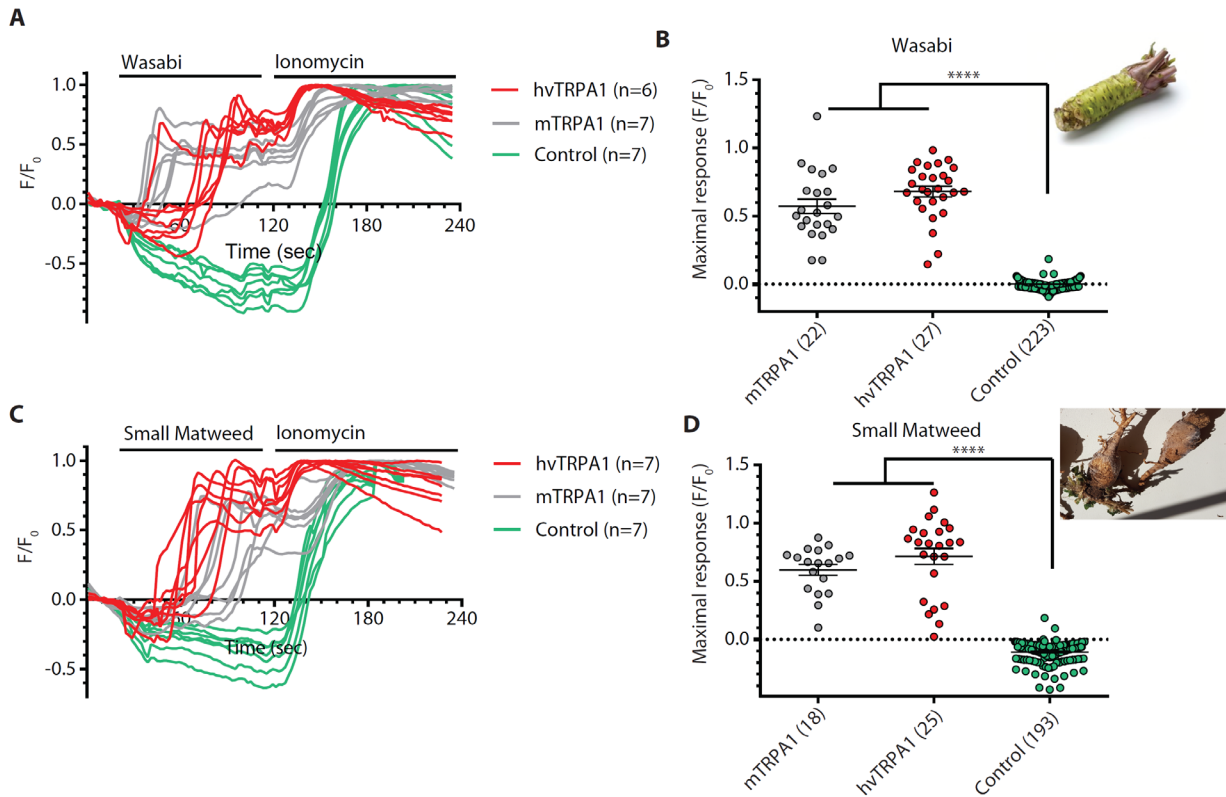 A
Wasabi
Ionomycin
1.0
0.5
0.0
-0.5
F/F0
60
120
180
240
Time (sec)
hvTRPA1 (n=6)
mTRPA1 (n=7)
Control (n=7)
B
Wasabi
****
1.5
1.0
0.5
0.0
Maximal response (F/F0)
mTRPA1 (22)
hvTRPA1 (27)
Control (223)
C
Small Matweed
Ionomycin
1.0
0.5
0.0
-0.5
F/F0
60
120
180
240
Time (sec)
hvTRPA1 (n=7)
mTRPA1 (n=7)
Control (n=7)
D
Small Matweed
****
1.5
1.0
0.5
0.0
Maximal response (F/F0)
mTRPA1 (18)
hvTRPA1 (25)
Control (193)